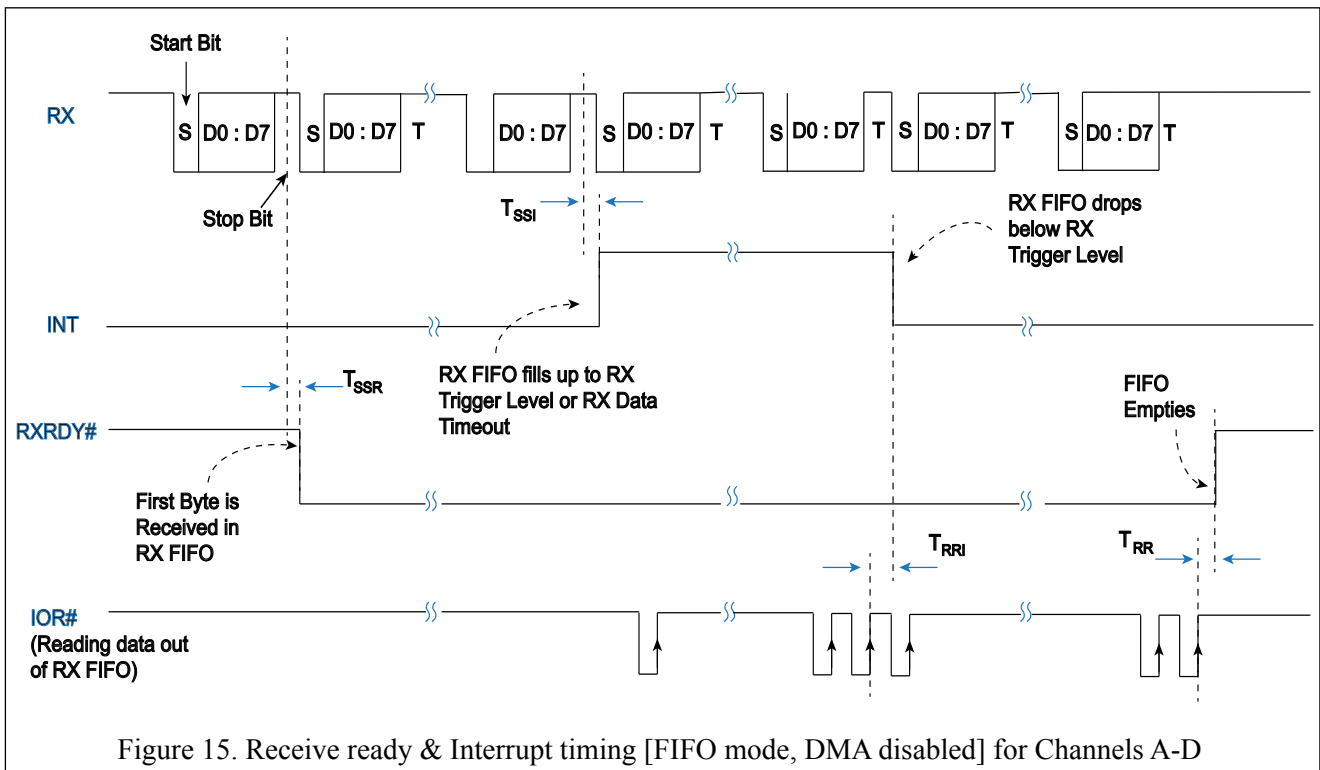 Start Bit
RX
S D0 : D7 S D0 : D7 T D0 : D7 S D0 : D7 T S D0 : D7 T S D0 : D7 T S D0 : D7 T
Stop Bit
TSSI
RX FIFO drops
below RX
Trigger Level
INT
TSSR
RX FIFO fills up to RX
Trigger Level or RX Data
Timeout
FIFO
Empties
RXRDY#
First Byte is
Received in
RX FIFO
TRRI
TRR
IOR#
(Reading data out
of RX FIFO)
Figure 15. Receive ready & Interrupt timing [FIFO mode, DMA disabled] for Channels A-D